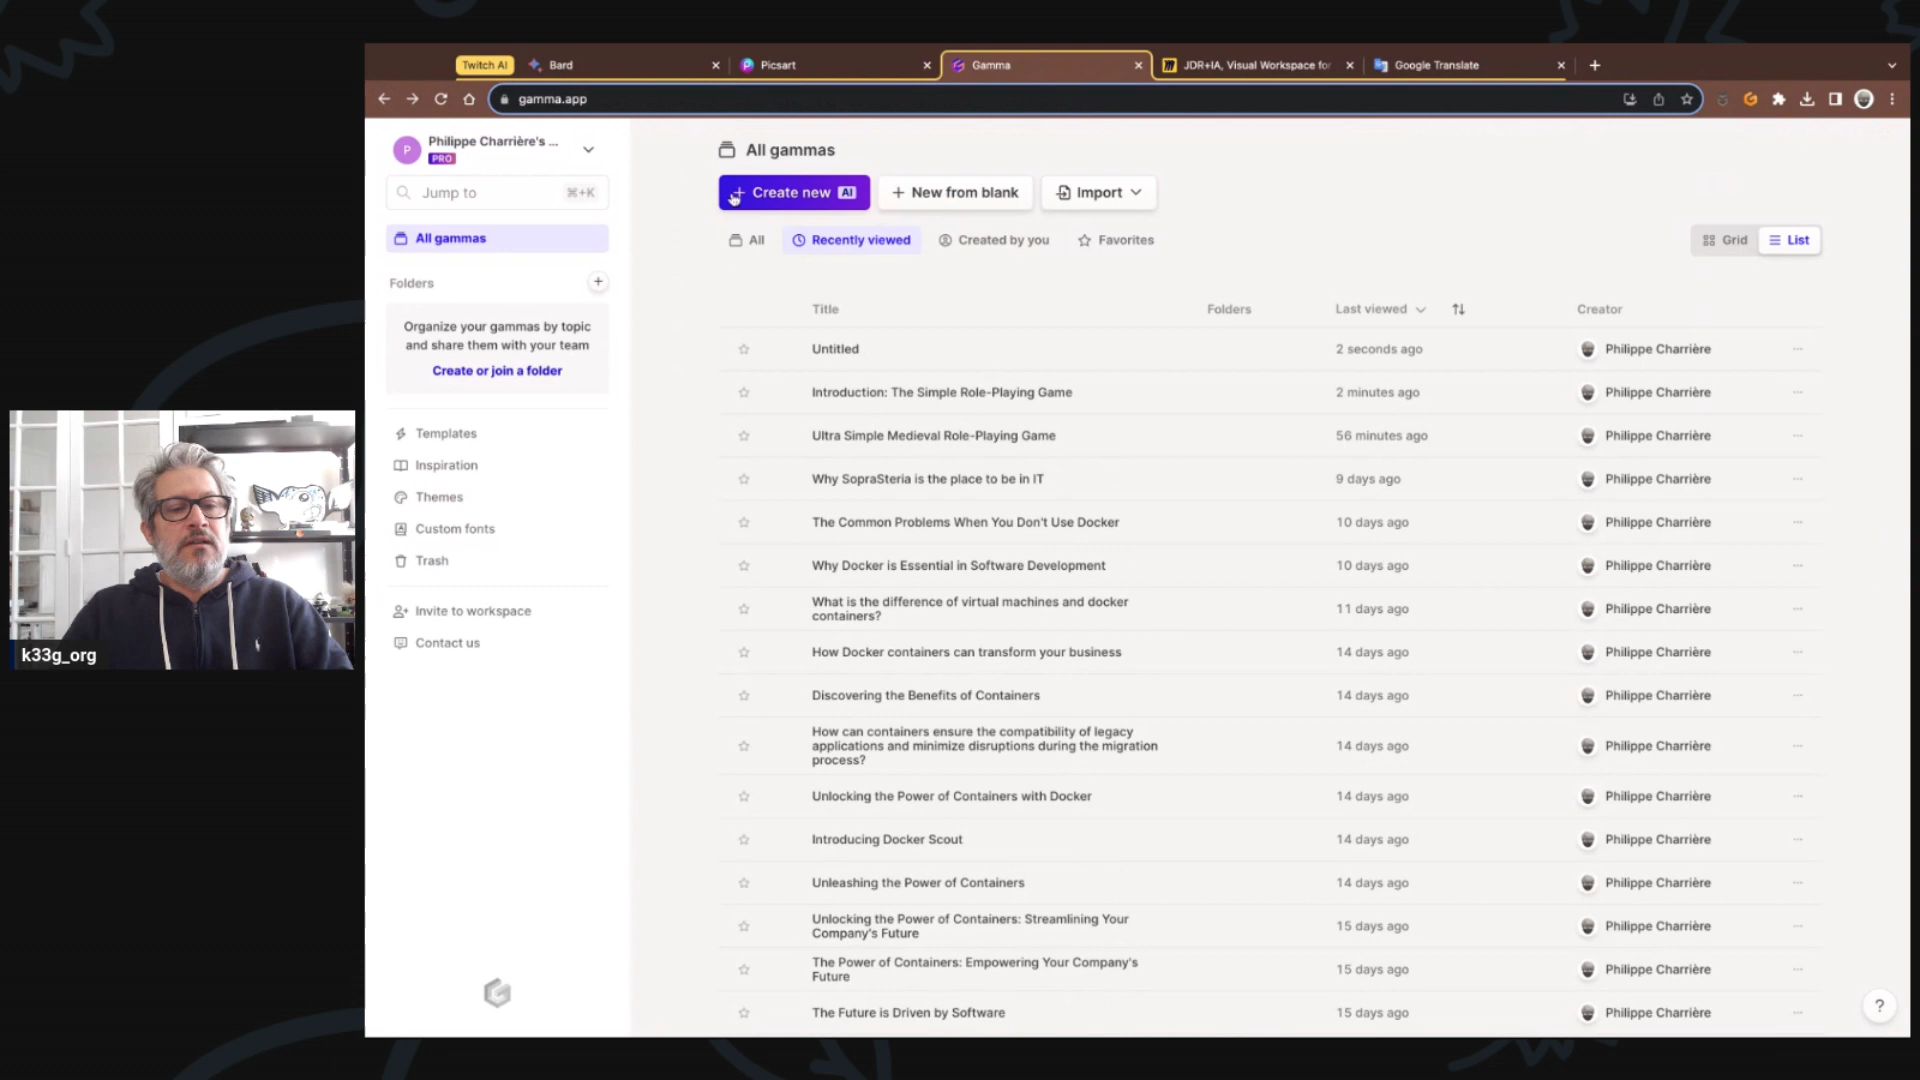 Twitch AI
Bard
Picsart
Gamma
JDR+IA, Visual Workspace for
Google Translate
gamma.app
P
Philippe Charrière's ...
PRO
Jump to
⌘+K
All gammas
Folders
Organize your gammas by topic
and share them with your team
Create or join a folder
Templates
Inspiration
Themes
Custom fonts
Trash
Invite to workspace
Contact us
All gammas
Create new AI
New from blank
Import
All
Recently viewed
Created by you
Favorites
Grid
List
Title Folders Last viewed Creator
Untitled 2 seconds ago Philippe Charrière
Introduction: The Simple Role-Playing Game 2 minutes ago Philippe Charrière
Ultra Simple Medieval Role-Playing Game 56 minutes ago Philippe Charrière
Why SopraSteria is the place to be in IT 9 days ago Philippe Charrière
The Common Problems When You Don't Use Docker 10 days ago Philippe Charrière
Why Docker is Essential in Software Development 10 days ago Philippe Charrière
What is the difference of virtual machines and docker
containers? 11 days ago Philippe Charrière
How Docker containers can transform your business 14 days ago Philippe Charrière
Discovering the Benefits of Containers 14 days ago Philippe Charrière
How can containers ensure the compatibility of legacy
applications and minimize disruptions during the migration 14 days ago Philippe Charrière
process?
Unlocking the Power of Containers with Docker 14 days ago Philippe Charrière
Introducing Docker Scout 14 days ago Philippe Charrière
Unleashing the Power of Containers 14 days ago Philippe Charrière
Unlocking the Power of Containers: Streamlining Your
Company's Future 15 days ago Philippe Charrière
The Power of Containers: Empowering Your Company's
Future 15 days ago Philippe Charrière
The Future is Driven by Software 15 days ago Philippe Charrière
?
k33g_org